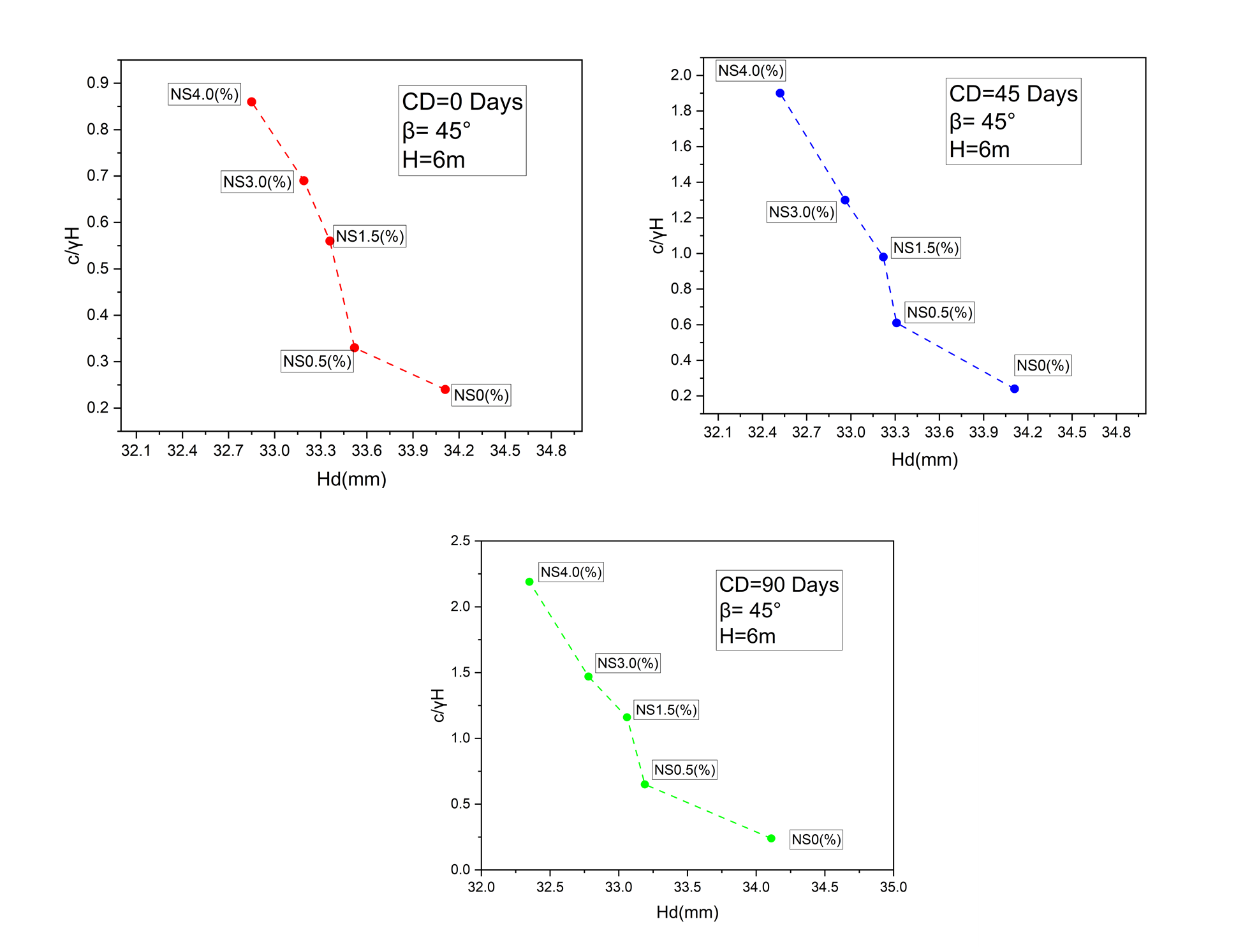 NS4.0(%)
NS3.0(%)
NS1.5(%)
NS0.5(%)
NS0(%)
CD=0 Days
β= 45°
H=6m
0.9
0.8
0.7
0.6
0.5
0.4
0.3
0.2
c/γH
32.1 32.4 32.7 33.0 33.3 33.6 33.9 34.2 34.5 34.8
Hd(mm)
NS4.0(%)
NS3.0(%)
NS1.5(%)
NS0.5(%)
NS0(%)
CD=45 Days
β= 45°
H=6m
2.0
1.8
1.6
1.4
1.2
1.0
0.8
0.6
0.4
0.2
c/γH
32.1 32.4 32.7 33.0 33.3 33.6 33.9 34.2 34.5 34.8
Hd(mm)
NS4.0(%)
NS3.0(%)
NS1.5(%)
NS0.5(%)
NS0(%)
CD=90 Days
β= 45°
H=6m
2.5
2.0
1.5
1.0
0.5
0.0
c/γH
32.0 32.5 33.0 33.5 34.0 34.5 35.0
Hd(mm)